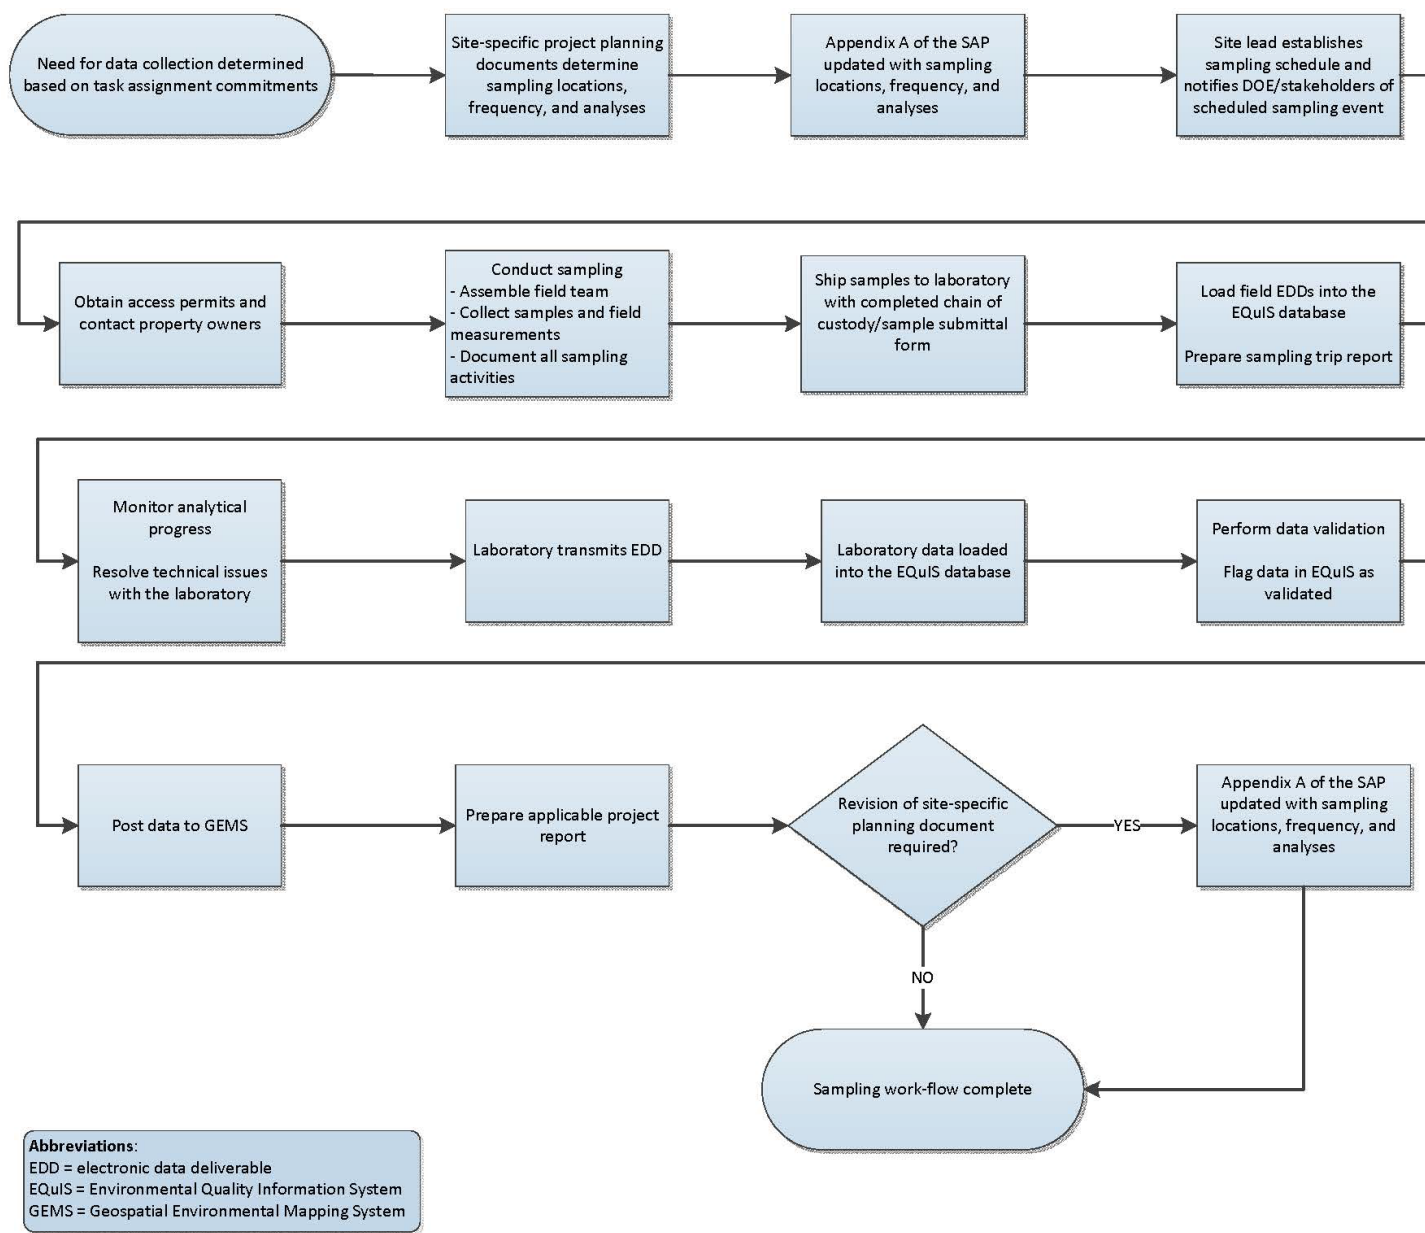 Need for data collection determined
based on task assignment commitments
Site-specific project planning
documents determine
sampling locations,
frequency, and analyses
Appendix A of the SAP
updated with sampling
locations, frequency, and
analyses
Site lead establishes
sampling schedule and
notifies DOE/stakeholders of
scheduled sampling event
Obtain access permits and
contact property owners
Conduct sampling
- Assemble field team
- Collect samples and field
measurements
- Document all sampling
activities
Ship samples to laboratory
with completed chain of
custody/sample submittal
form
Load field EDDs into the
EQuIS database
Prepare sampling trip report
Monitor analytical
progress
Resolve technical issues
with the laboratory
Laboratory transmits EDD
Laboratory data loaded
into the EQuIS database
Perform data validation
Flag data in EQuIS as
validated
Post data to GEMS
Prepare applicable project
report
Revision of site-specific
planning document
required?
YES
Appendix A of the SAP
updated with sampling
locations, frequency, and
analyses
NO
Sampling work-flow complete
Abbreviations:
EDD = electronic data deliverable
EQuIS = Environmental Quality Information System
GEMS = Geospatial Environmental Mapping System